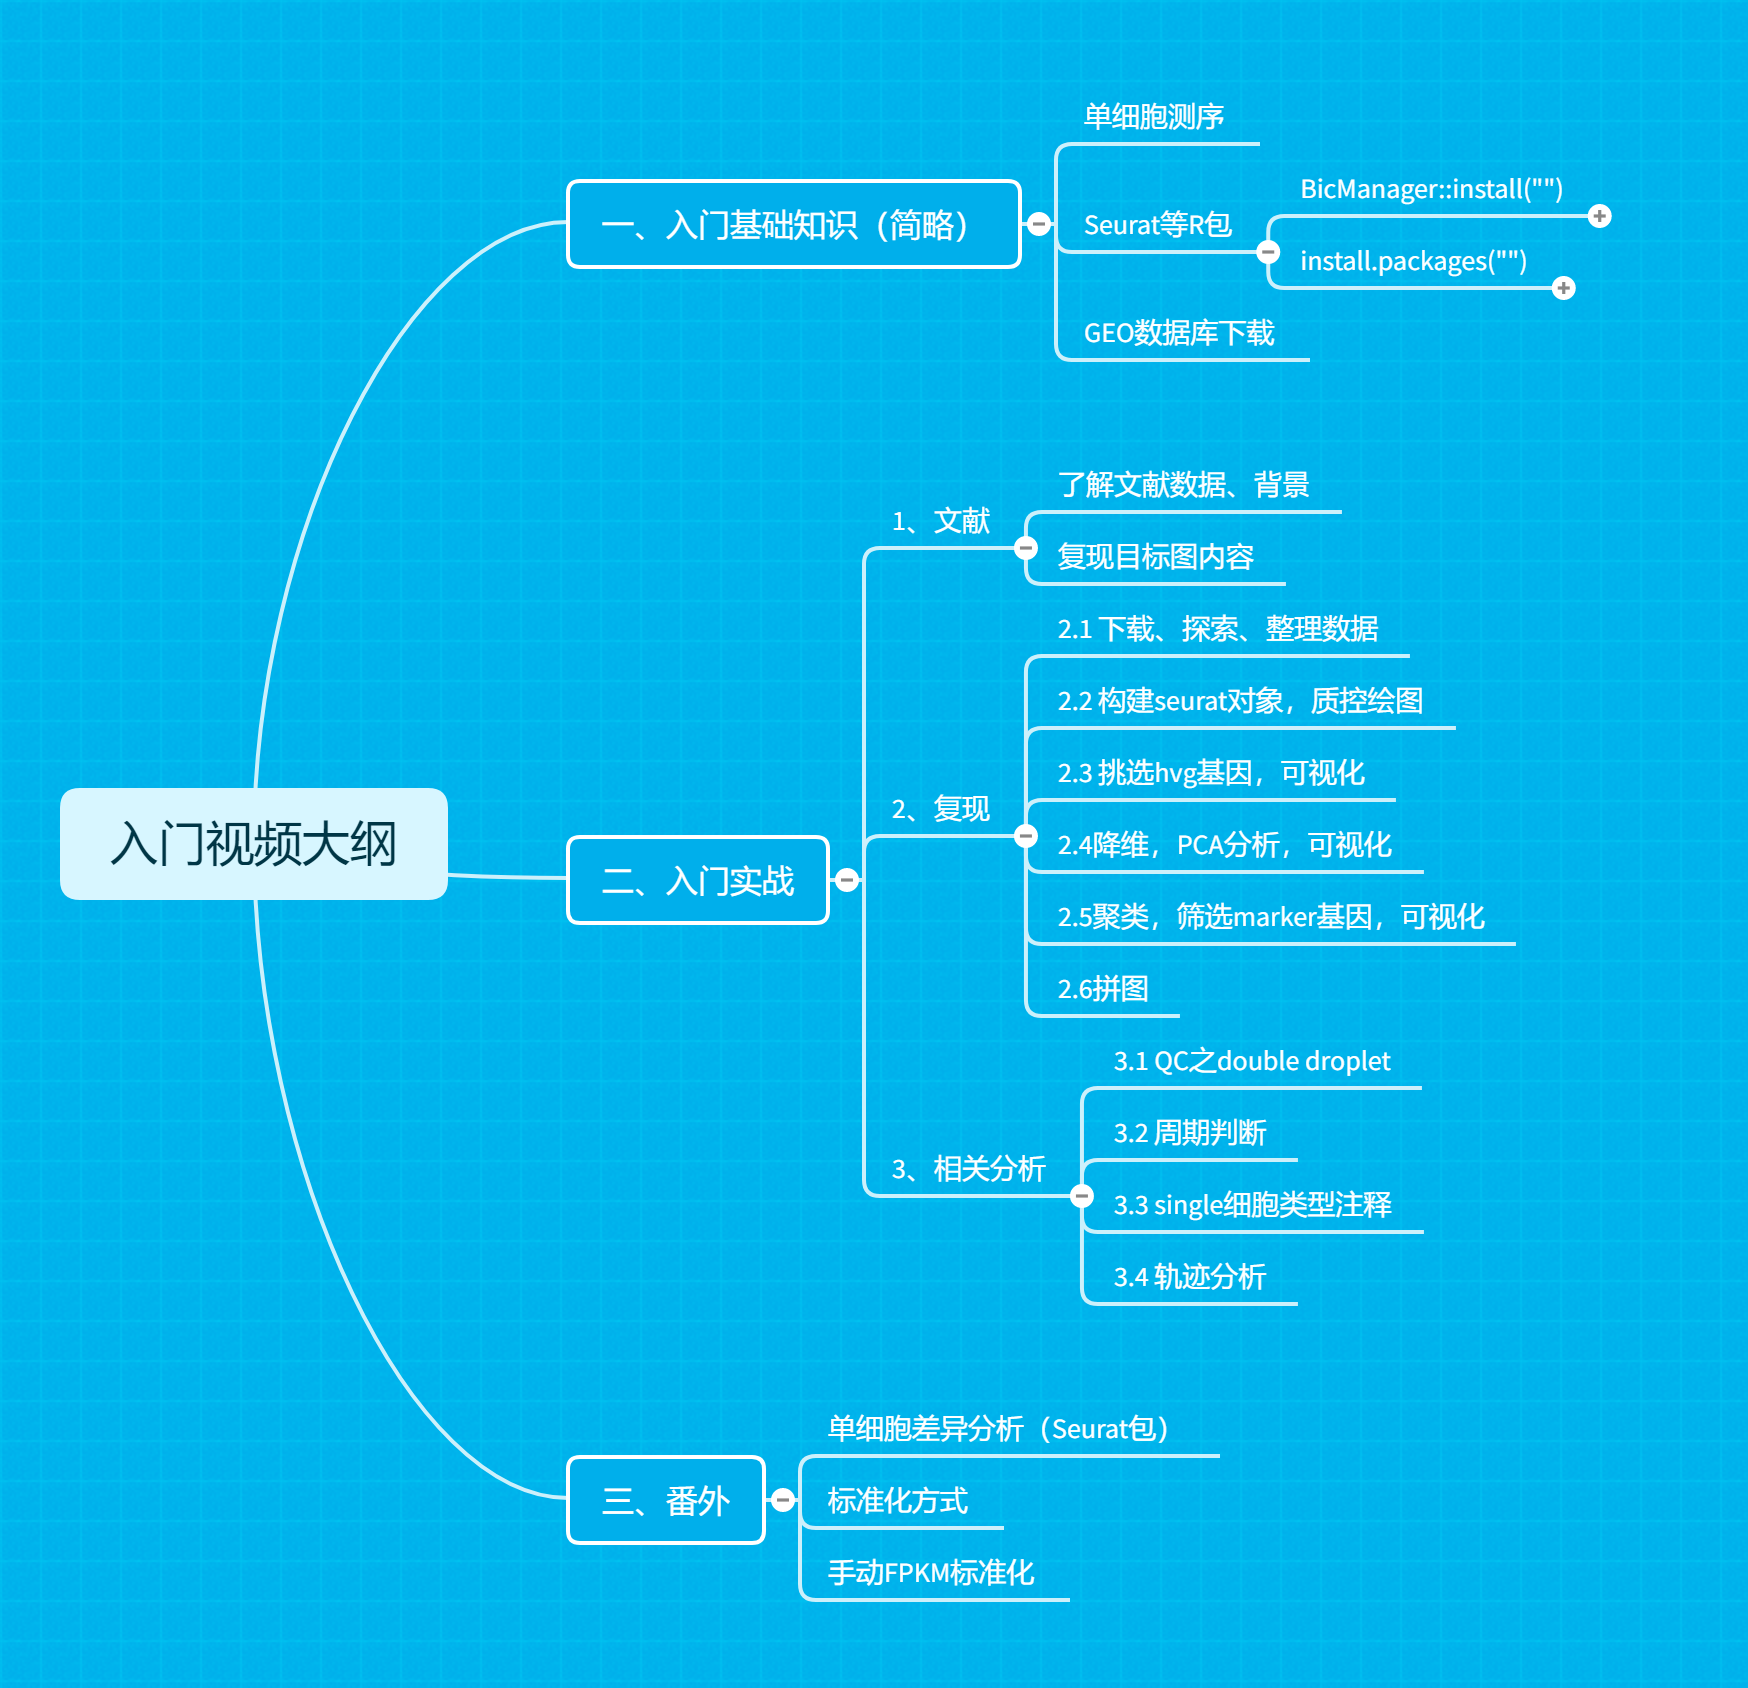 入门视频大纲
一、入门基础知识（简略）
单细胞测序
Seurat等R包
BicManager::install("")
install.packages("")
GEO数据库下载
二、入门实战
1、文献
了解文献数据、背景
复现目标图内容
2、复现
2.1 下载、探索、整理数据
2.2 构建seurat对象，质控绘图
2.3 挑选hvg基因，可视化
2.4降维，PCA分析，可视化
2.5聚类，筛选marker基因，可视化
2.6拼图
3、相关分析
3.1 QC之double droplet
3.2 周期判断
3.3 single细胞类型注释
3.4 轨迹分析
三、番外
单细胞差异分析（Seurat包）
标准化方式
手动FPKM标准化